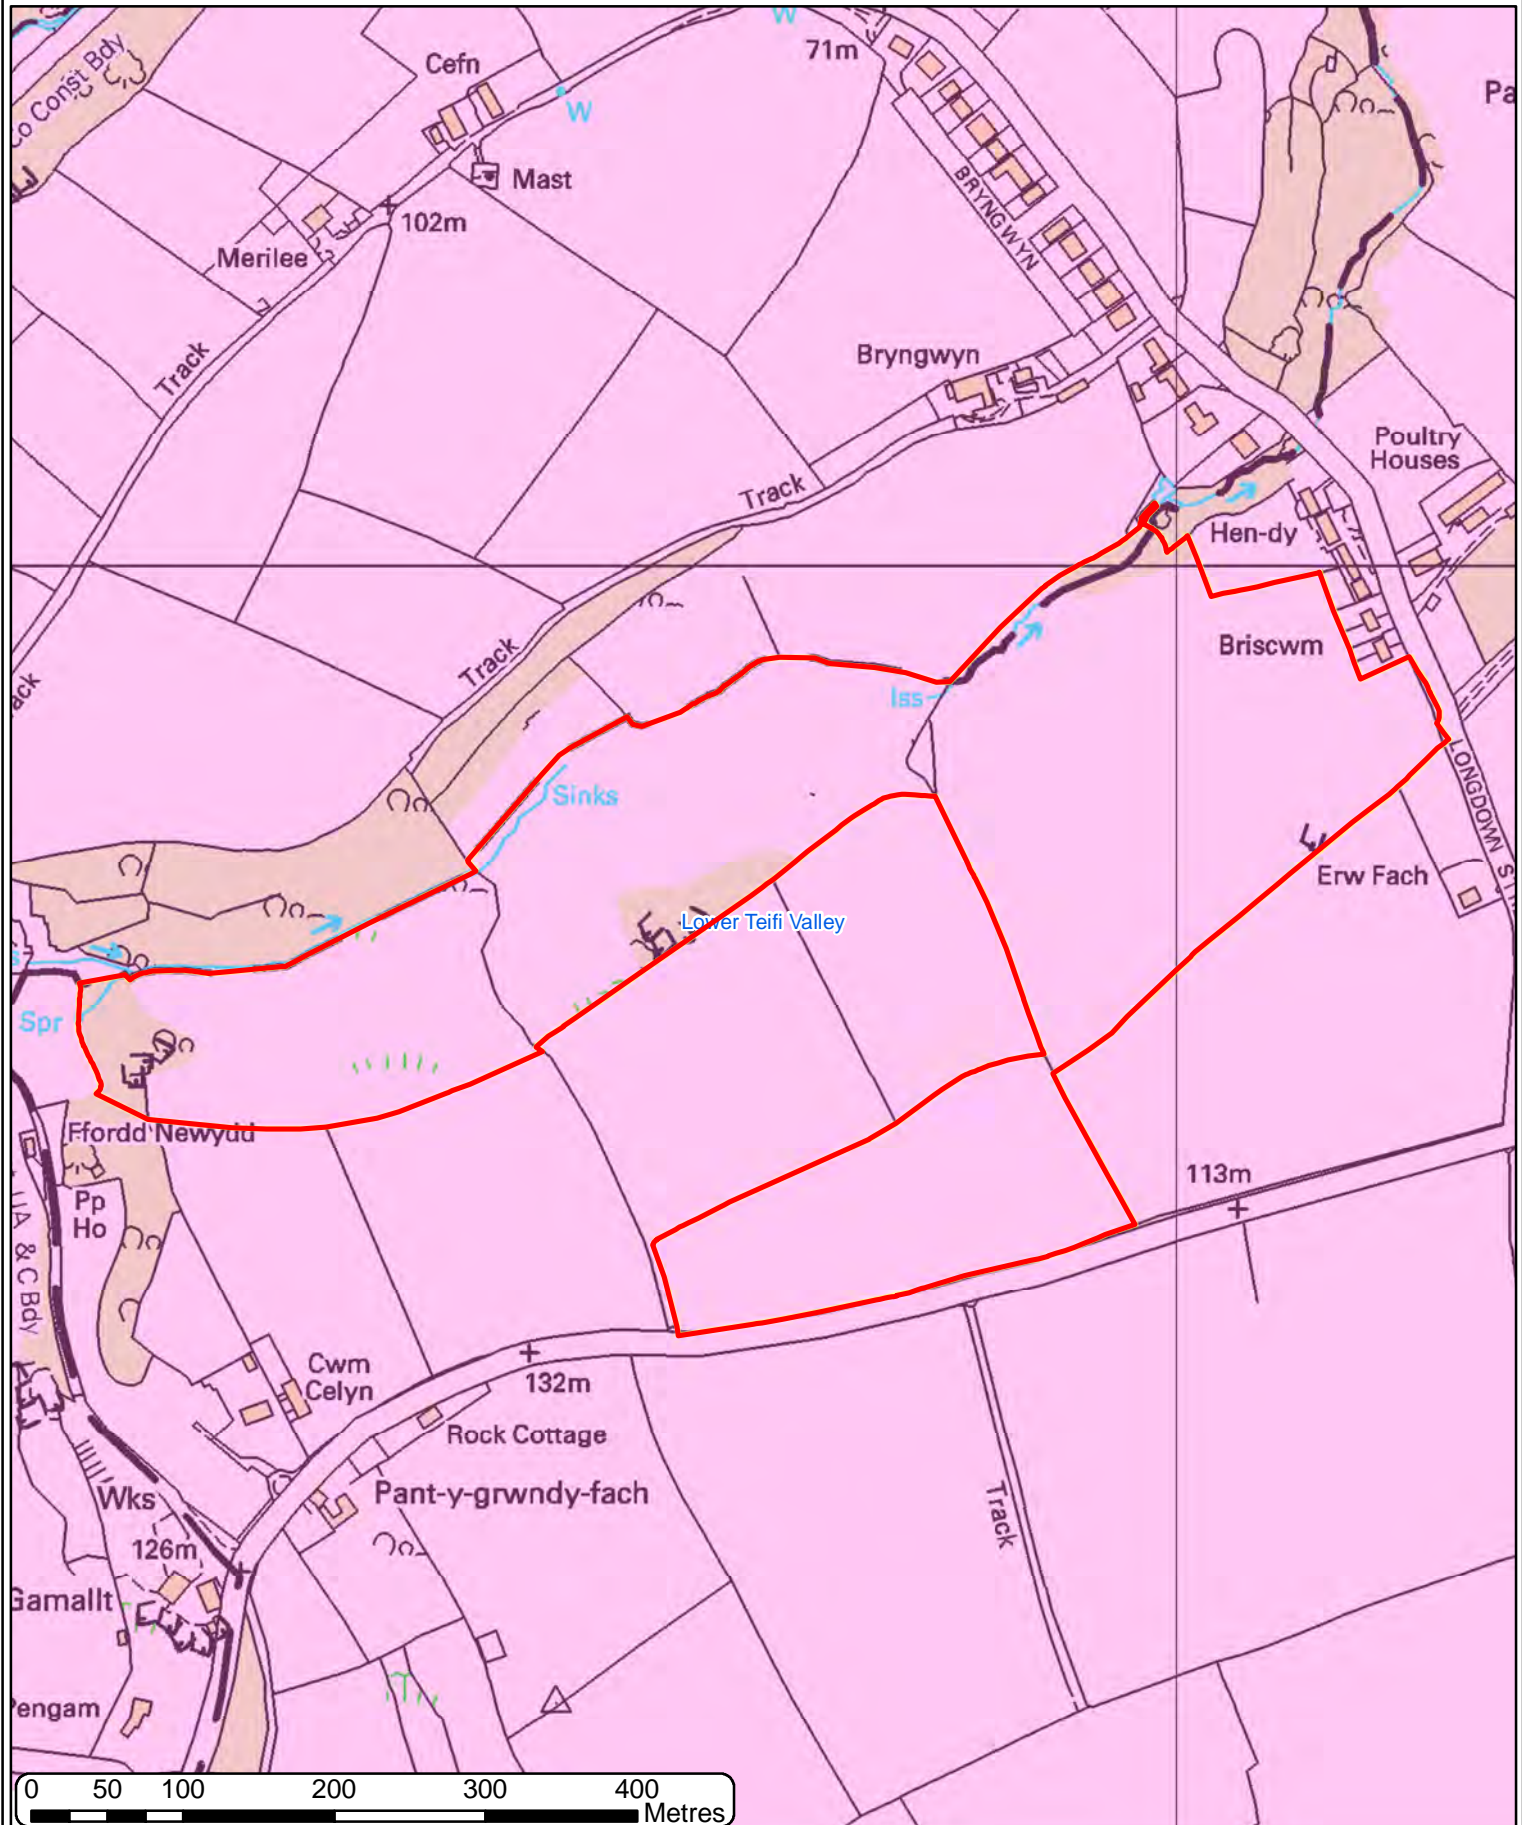 W
71m
Cefn
Co Const Bdy
W
Pa
Mast
102m
BRYNGWYN
Merilee
Track
Bryngwyn
Poultry
Houses
Track
Hen-dy
Track
Briscwm
ack
Iss
Sinks
LONGDOWN ST
Erw Fach
Lower Teifi Valley
Spr
Ffordd Newydd
Pp
Ho
113m
UA & C Bdy
Cwm
Celyn
132m
Rock Cottage
Pant-y-grwndy-fach
Wks
Track
126m
Gamallt
Pengam
0 50 100 200 300 400
Metres